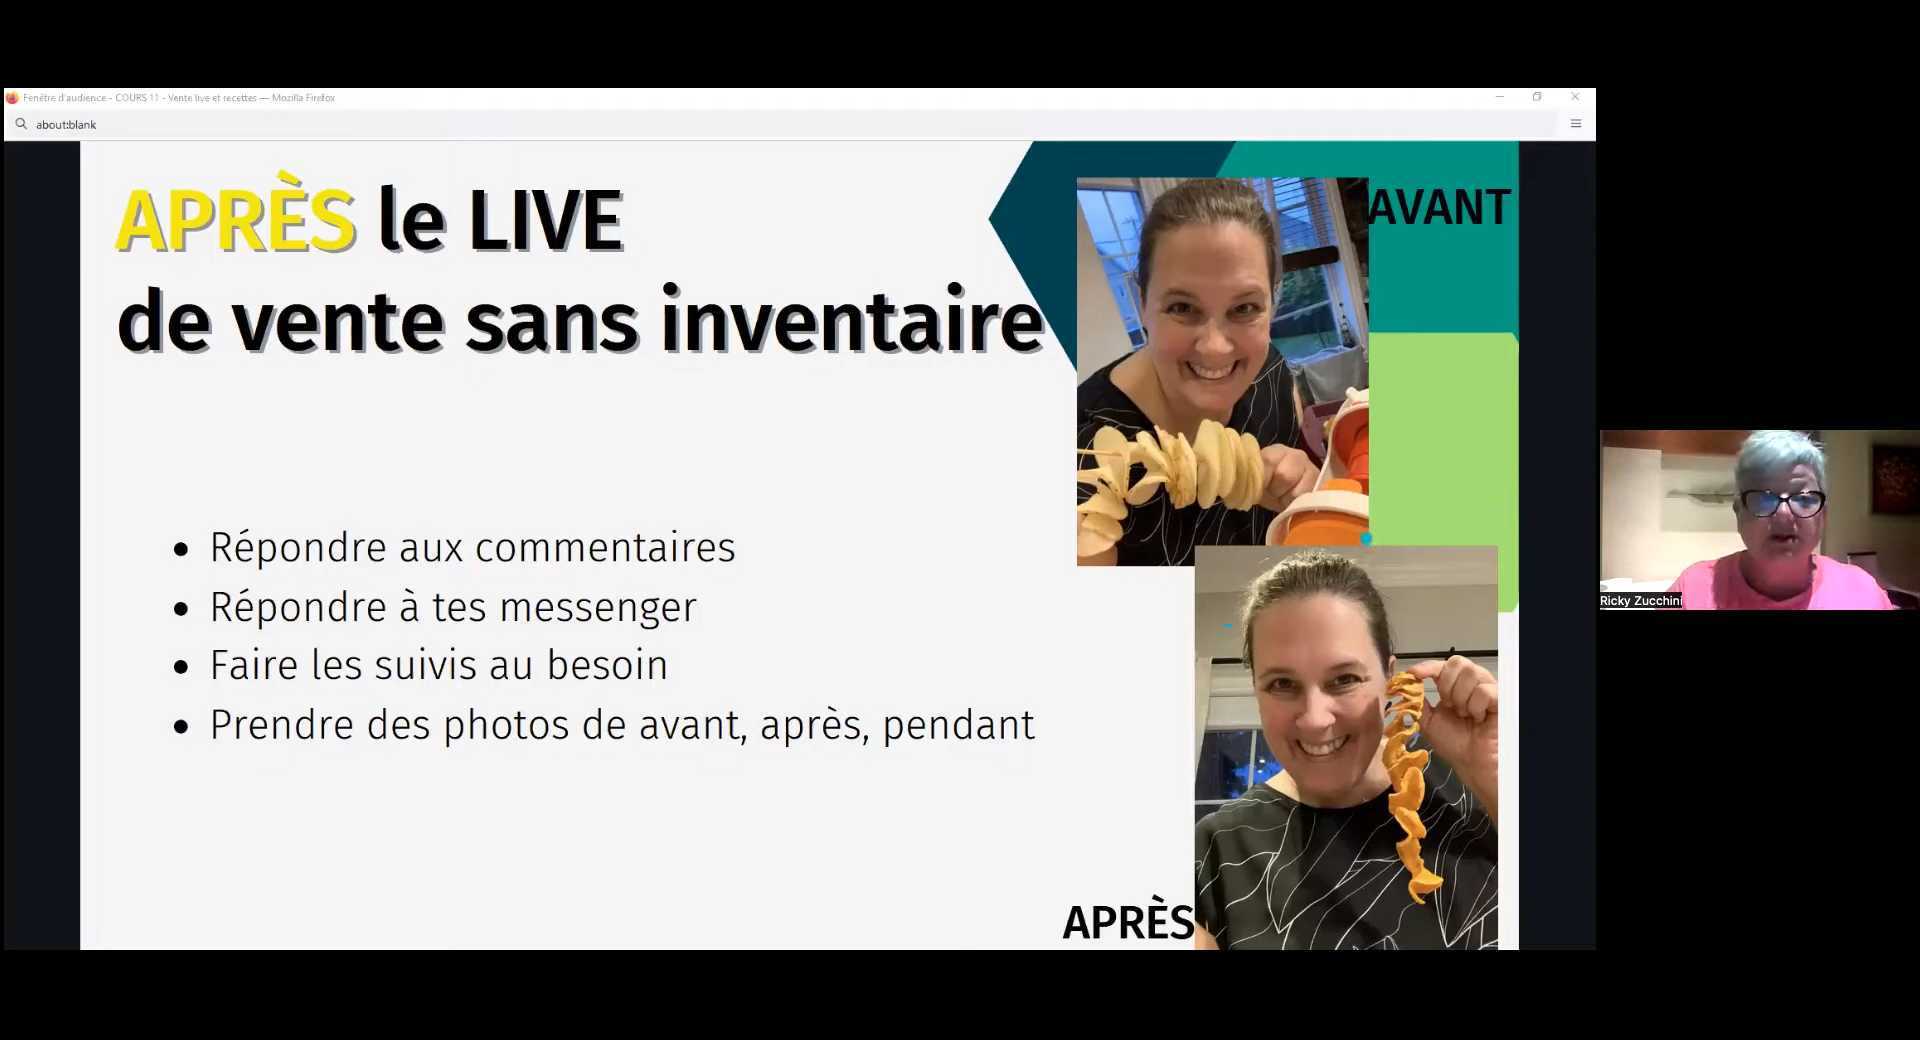 Fenêtre d'audience - COURS 11 - Vente live et recettes — Mozilla Firefox
about:blank
APRÈS le LIVE
de vente sans inventaire
AVANT
Répondre aux commentaires
Répondre à tes messenger
Faire les suivis au besoin
Prendre des photos de avant, après, pendant
APRÈS
Ricky Zucchini